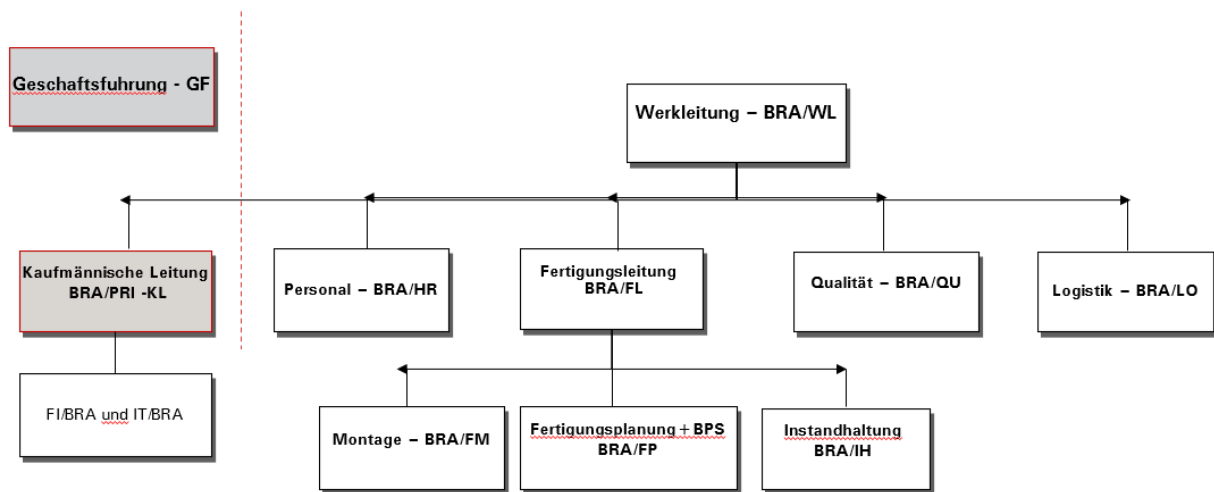 Geschaftsfuhrung - GF
Werkleitung – BRA/WL
Kaufmännische Leitung
BRA/PRI -KL
Personal – BRA/HR
Fertigungsleitung
BRA/FL
Qualität – BRA/QU
Logistik – BRA/LO
FI/BRA und IT/BRA
Montage – BRA/FM
Fertigungsplanung + BPS
BRA/FP
Instandhaltung
BRA/IH